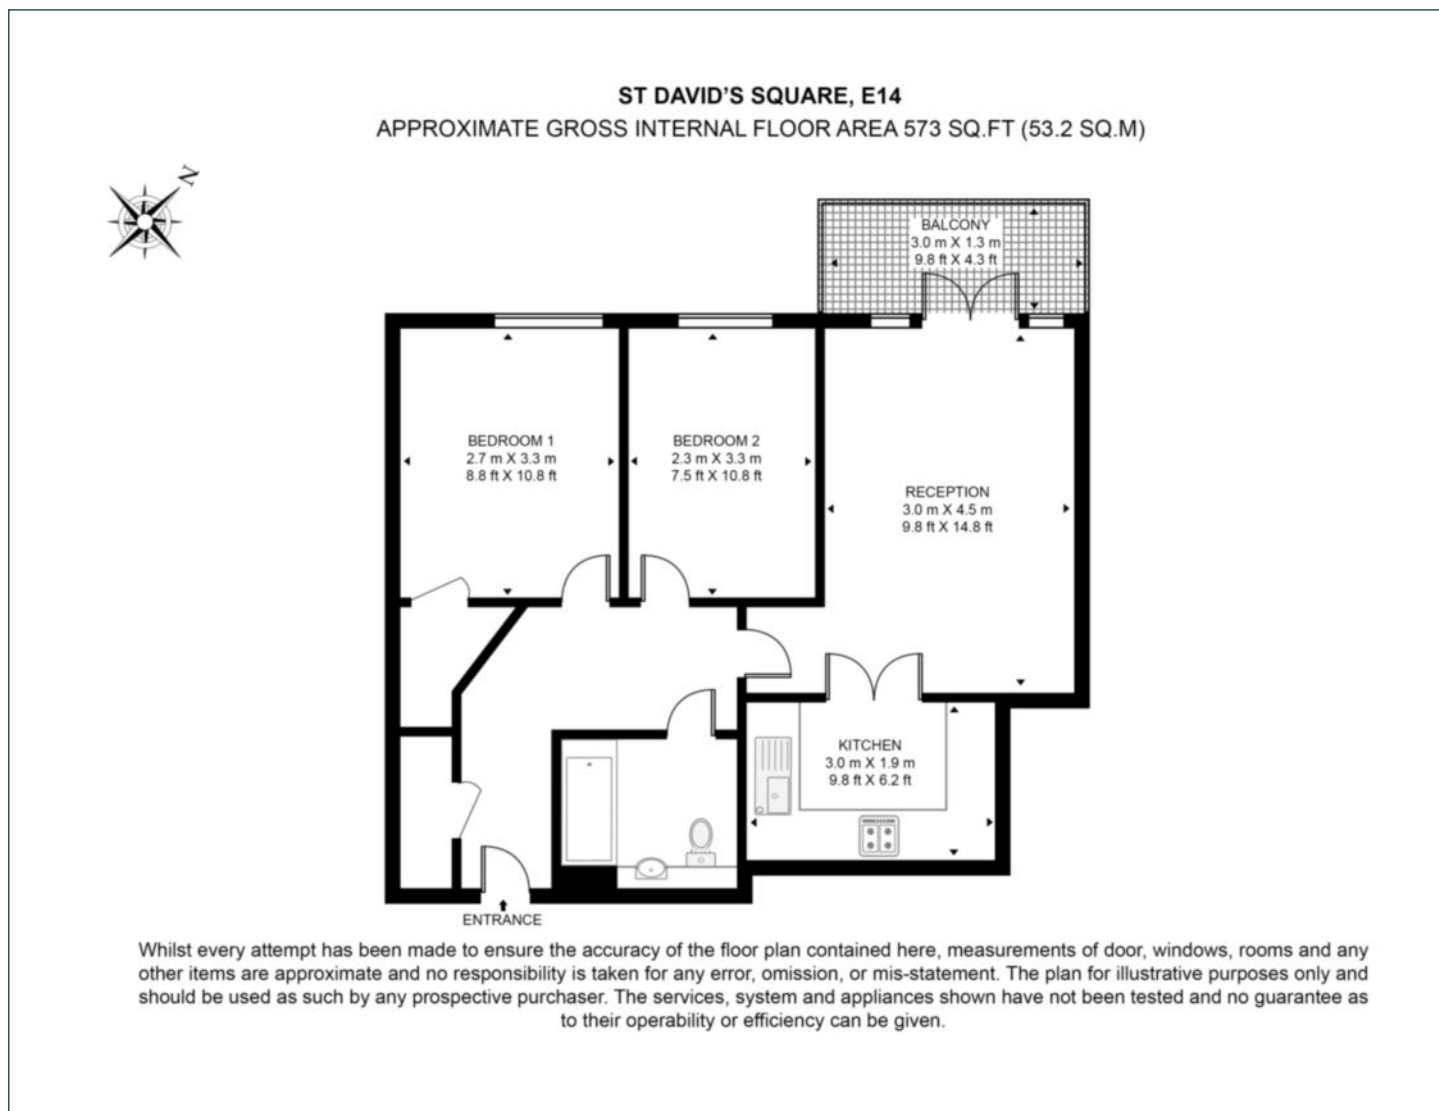 ST DAVID'S SQUARE, E14
APPROXIMATE GROSS INTERNAL FLOOR AREA 573 SQ.FT (53.2 SQ.M)
N
BALCONY
3.0 m X 1.3 m
9.8 ft X 4.3 ft
BEDROOM 1
2.7 m X 3.3 m
8.8 ft X 10.8 ft
BEDROOM 2
2.3 m X 3.3 m
7.5 ft X 10.8 ft
RECEPTION
3.0 m X 4.5 m
9.8 ft X 14.8 ft
KITCHEN
3.0 m X 1.9 m
9.8 ft X 6.2 ft
ENTRANCE
Whilst every attempt has been made to ensure the accuracy of the floor plan contained here, measurements of door, windows, rooms and any
other items are approximate and no responsibility is taken for any error, omission, or mis-statement. The plan for illustrative purposes only and
should be used as such by any prospective purchaser. The services, system and appliances shown have not been tested and no guarantee as
to their operability or efficiency can be given.